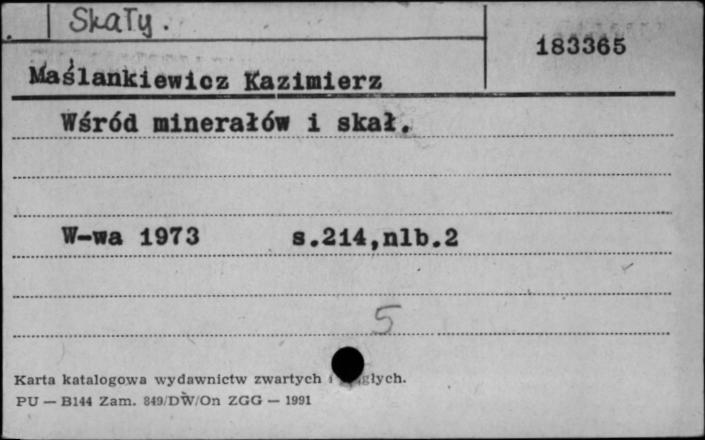 Skały.
183365
Maślankiewicz Kazimierz
Wśród minerałów i skał.
W-wa 1973 s.214,nlb.2
5
Karta katalogowa wydawnictw zwartych i
PU — B144 Zam. 849/DW/On ZGG — 1991